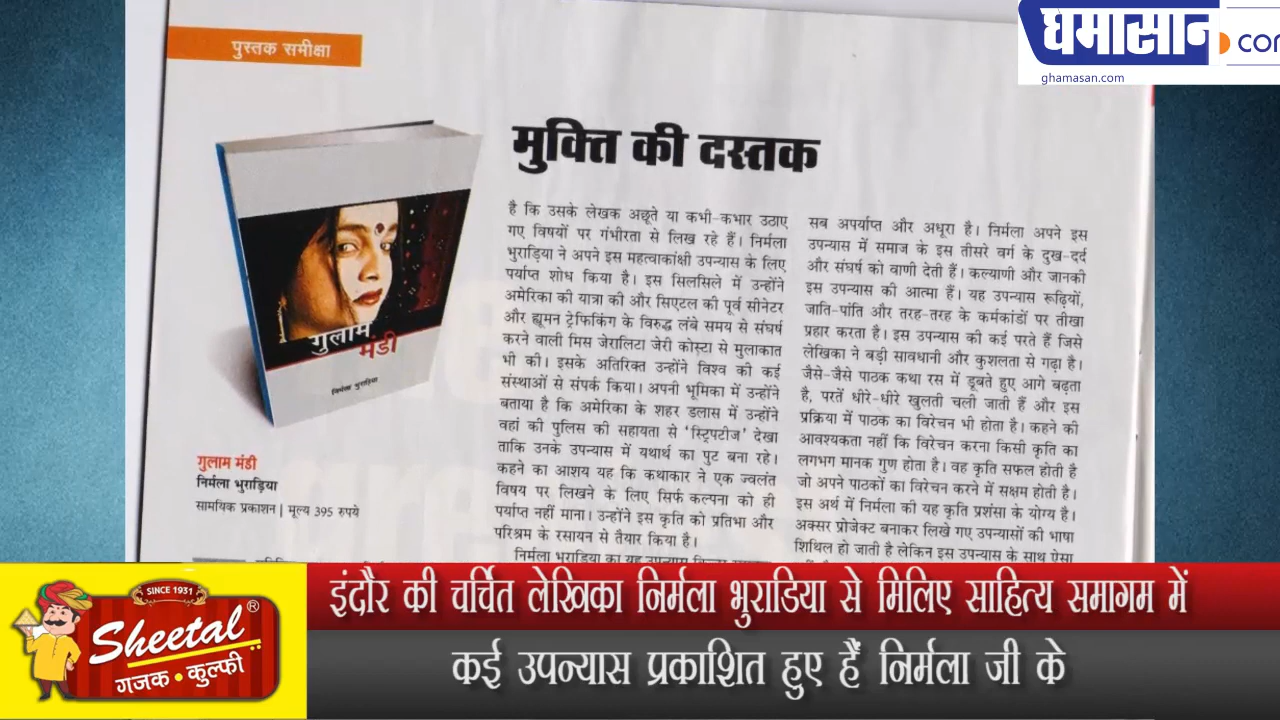 घमासान.com
ghamasan.com
पुस्तक समीक्षा
मुक्ति की दस्तक
गुलाम
मंडी
निर्मला भुराड़िया
गुलाम मंडी
निर्मला भुराड़िया
सामयिक प्रकाशन | मूल्य 395 रुपये
है कि उसके लेखक अछूते या कभी-कभार उठाए
गए विषयों पर गंभीरता से लिख रहे हैं। निर्मला
भुराड़िया ने अपने इस महत्वाकांक्षी उपन्यास के लिए
पर्याप्त शोध किया है। इस सिलसिले में उन्होंने
अमेरिका की यात्रा की और सिएटल की पूर्व सीनेटर
और ह्यूमन ट्रेफिकिंग के विरुद्ध लंबे समय से संघर्ष
करने वाली मिस जेरालिटा जेरी कोस्टा से मुलाकात
भी की। इसके अतिरिक्त उन्होंने विश्व की कई
संस्थाओं से संपर्क किया। अपनी भूमिका में उन्होंने
बताया है कि अमेरिका के शहर डलास में उन्होंने
वहां की पुलिस की सहायता से ‘स्ट्रिपटीज’ देखा
ताकि उनके उपन्यास में यथार्थ का पुट बना रहे।
कहने का आशय यह कि कथाकार ने एक ज्वलंत
विषय पर लिखने के लिए सिर्फ कल्पना को ही
पर्याप्त नहीं माना। उन्होंने इस कृति को प्रतिभा और
परिश्रम के रसायन से तैयार किया है।
निर्मला भुराड़िया का यह उपन्यास
सब अपर्याप्त और अधूरा है। निर्मला अपने इस
उपन्यास में समाज के इस तीसरे वर्ग के दुख-दर्द
और संघर्ष को वाणी देती हैं। कल्याणी और जानकी
इस उपन्यास की आत्मा हैं। यह उपन्यास रूढ़ियों,
जाति-पांति और तरह-तरह के कर्मकांडों पर तीखा
प्रहार करता है। इस उपन्यास की कई परते हैं जिसे
लेखिका ने बड़ी सावधानी और कुशलता से गढ़ा है।
जैसे-जैसे पाठक कथा रस में डूबते हुए आगे बढ़ता
है, परतें धीरे-धीरे खुलती चली जाती हैं और इस
प्रक्रिया में पाठक का विरेचन भी होता है। कहने की
आवश्यकता नहीं कि विरेचन करना किसी कृति का
लगभग मानक गुण होता है। वह कृति सफल होती है
जो अपने पाठकों का विरेचन करने में सक्षम होती है।
इस अर्थ में निर्मला की यह कृति प्रशंसा के योग्य है।
अक्सर प्रोजेक्ट बनाकर लिखे गए उपन्यासों की भाषा
शिथिल हो जाती है लेकिन इस उपन्यास के साथ ऐसा
SINCE 1931
Sheetal®
गजक • कुल्फी
इंदौर की चर्चित लेखिका निर्मला भुराडिया से मिलिए साहित्य समागम में
कई उपन्यास प्रकाशित हुए हैं निर्मला जी के